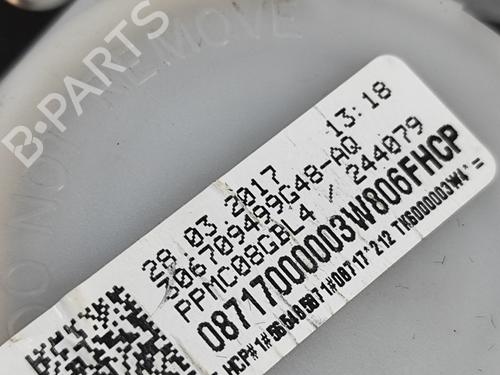 B-PARTS
DO NOT REMOVE
28.03.2017 13:18
306709499G48-AQ
PPMC08GBL4 / 244079
08717000003W806FHCP